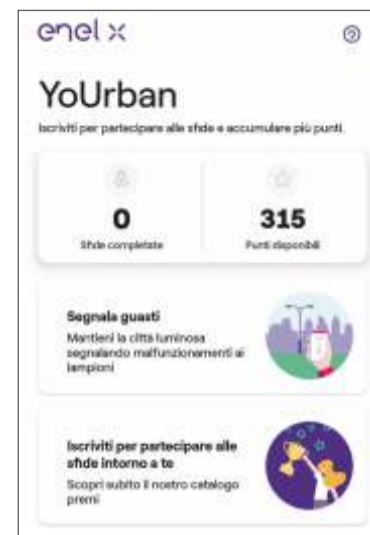 enel x
YoUrban
Iscriviti per partecipare alle sfide e accumulare più punti.
0
315
Sfide completate
Punti disponibili
Segnala guasti
Mantieni la città luminosa
segnalando malfunzionamenti ai
lampioni
Iscriviti per partecipare alle
sfide intorno a te
Scopri subito il nostro catalogo
premi